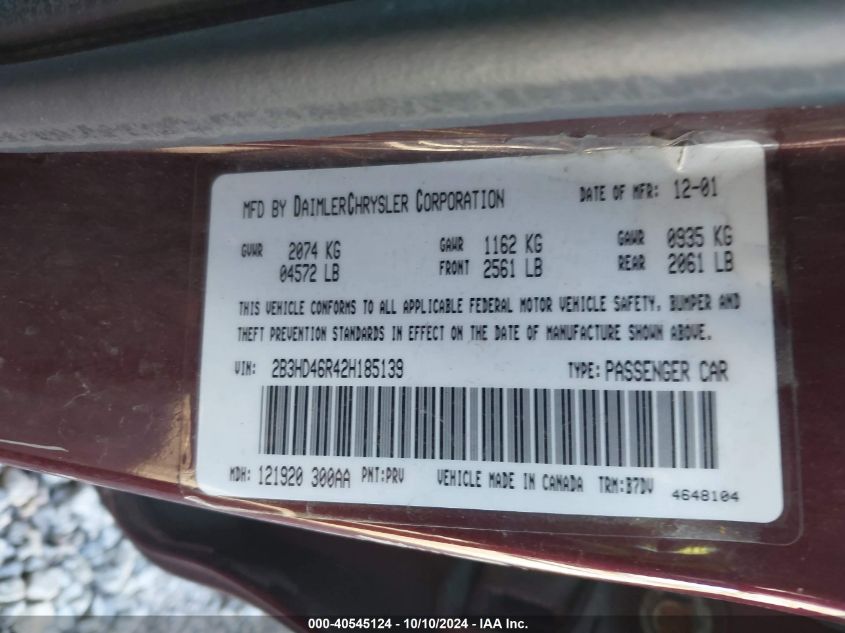 MFD BY DAIMLERCHRYSLER CORPORATION DATE OF MFR: 12-01
GVWR 2074 KG GAWR 1162 KG GAWR 0935 KG
04572 LB FRONT 2561 LB REAR 2061 LB
THIS VEHICLE CONFORMS TO ALL APPLICABLE FEDERAL MOTOR VEHICLE SAFETY, BUMPER AND
THEFT PREVENTION STANDARDS IN EFFECT ON THE DATE OF MANUFACTURE SHOWN ABOVE.
VIN: 2B3HD46R42H185139 TYPE: PASSENGER CAR
MDH: 121920 300AA PNT:PRV VEHICLE MADE IN CANADA TRM:B7DV
4648104
000-40545124 - 10/10/2024 - IAA Inc.